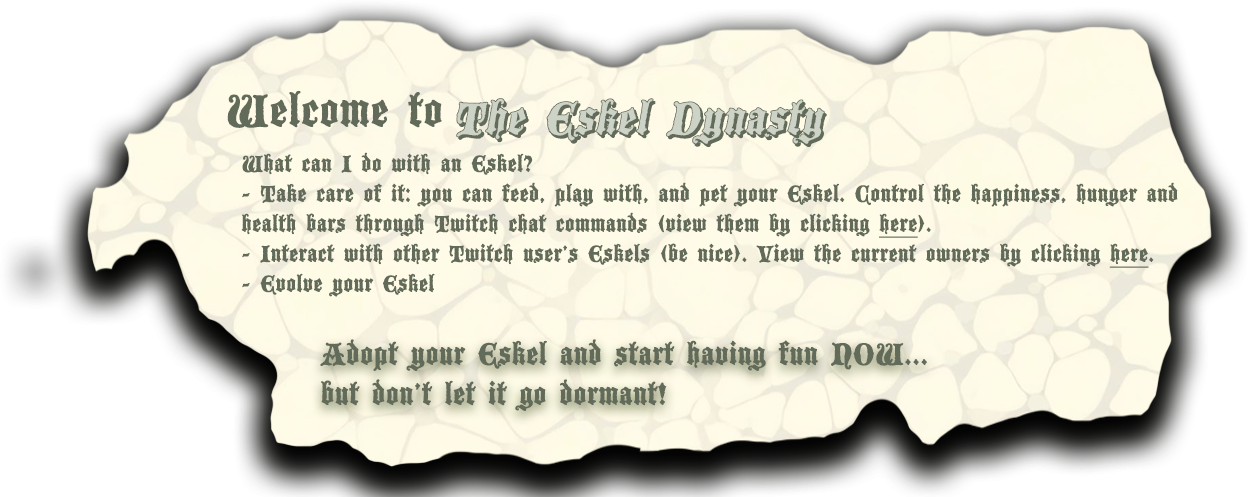 Welcome to The Eskel Dynasty
What can I do with an Eskel?
- Take care of it: you can feed, play with, and pet your Eskel. Control the happiness, hunger and
health bars through Twitch chat commands (view them by clicking here).
- Interact with other Twitch user's Eskels (be nice). View the current owners by clicking here.
- Evolve your Eskel
Adopt your Eskel and start having fun NOW...
but don't let it go dormant!